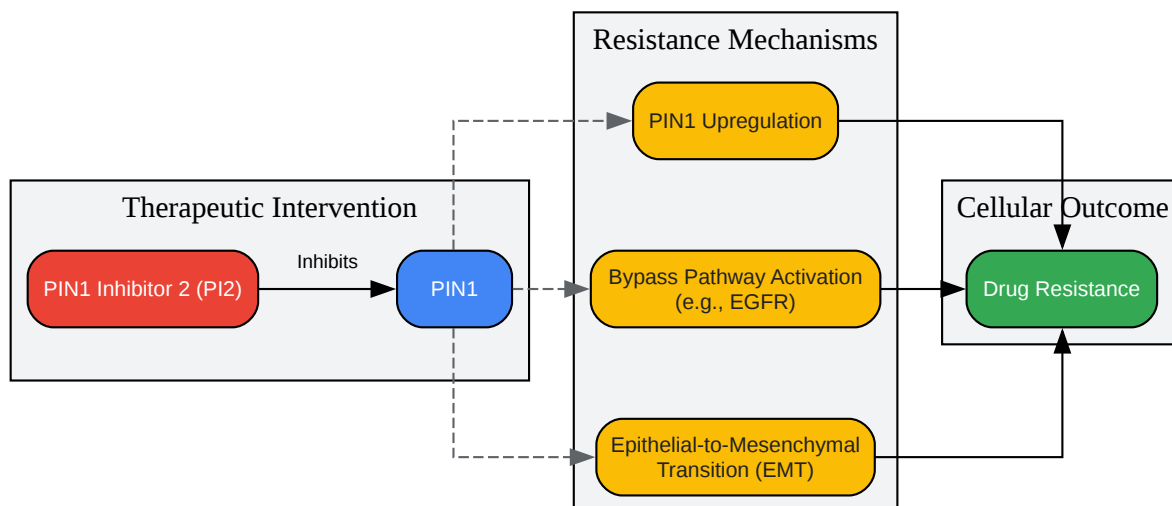 Resistance Mechanisms
PIN1 Upregulation
Therapeutic Intervention
Cellular Outcome
Inhibits
PIN1 Inhibitor 2 (PI2)
PIN1
Bypass Pathway Activation
(e.g., EGFR)
Drug Resistance
Epithelial-to-Mesenchymal
Transition (EMT)